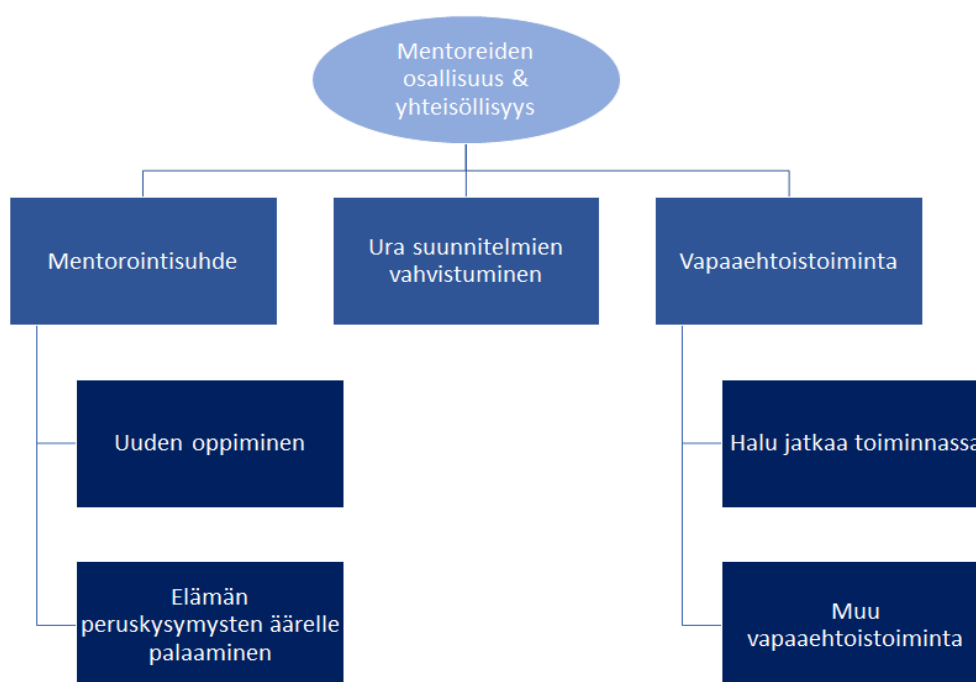 Mentoreiden
osallisuus &
yhteisöllisyys
Mentorointisuhde
Ura suunnitelmien
vahvistuminen
Vapaaehtoistoiminta
Uuden oppiminen
Halu jatkaa toiminnassa
Elämän
peruskysymysten äärelle
palaaminen
Muu
vapaaehtoistoiminta